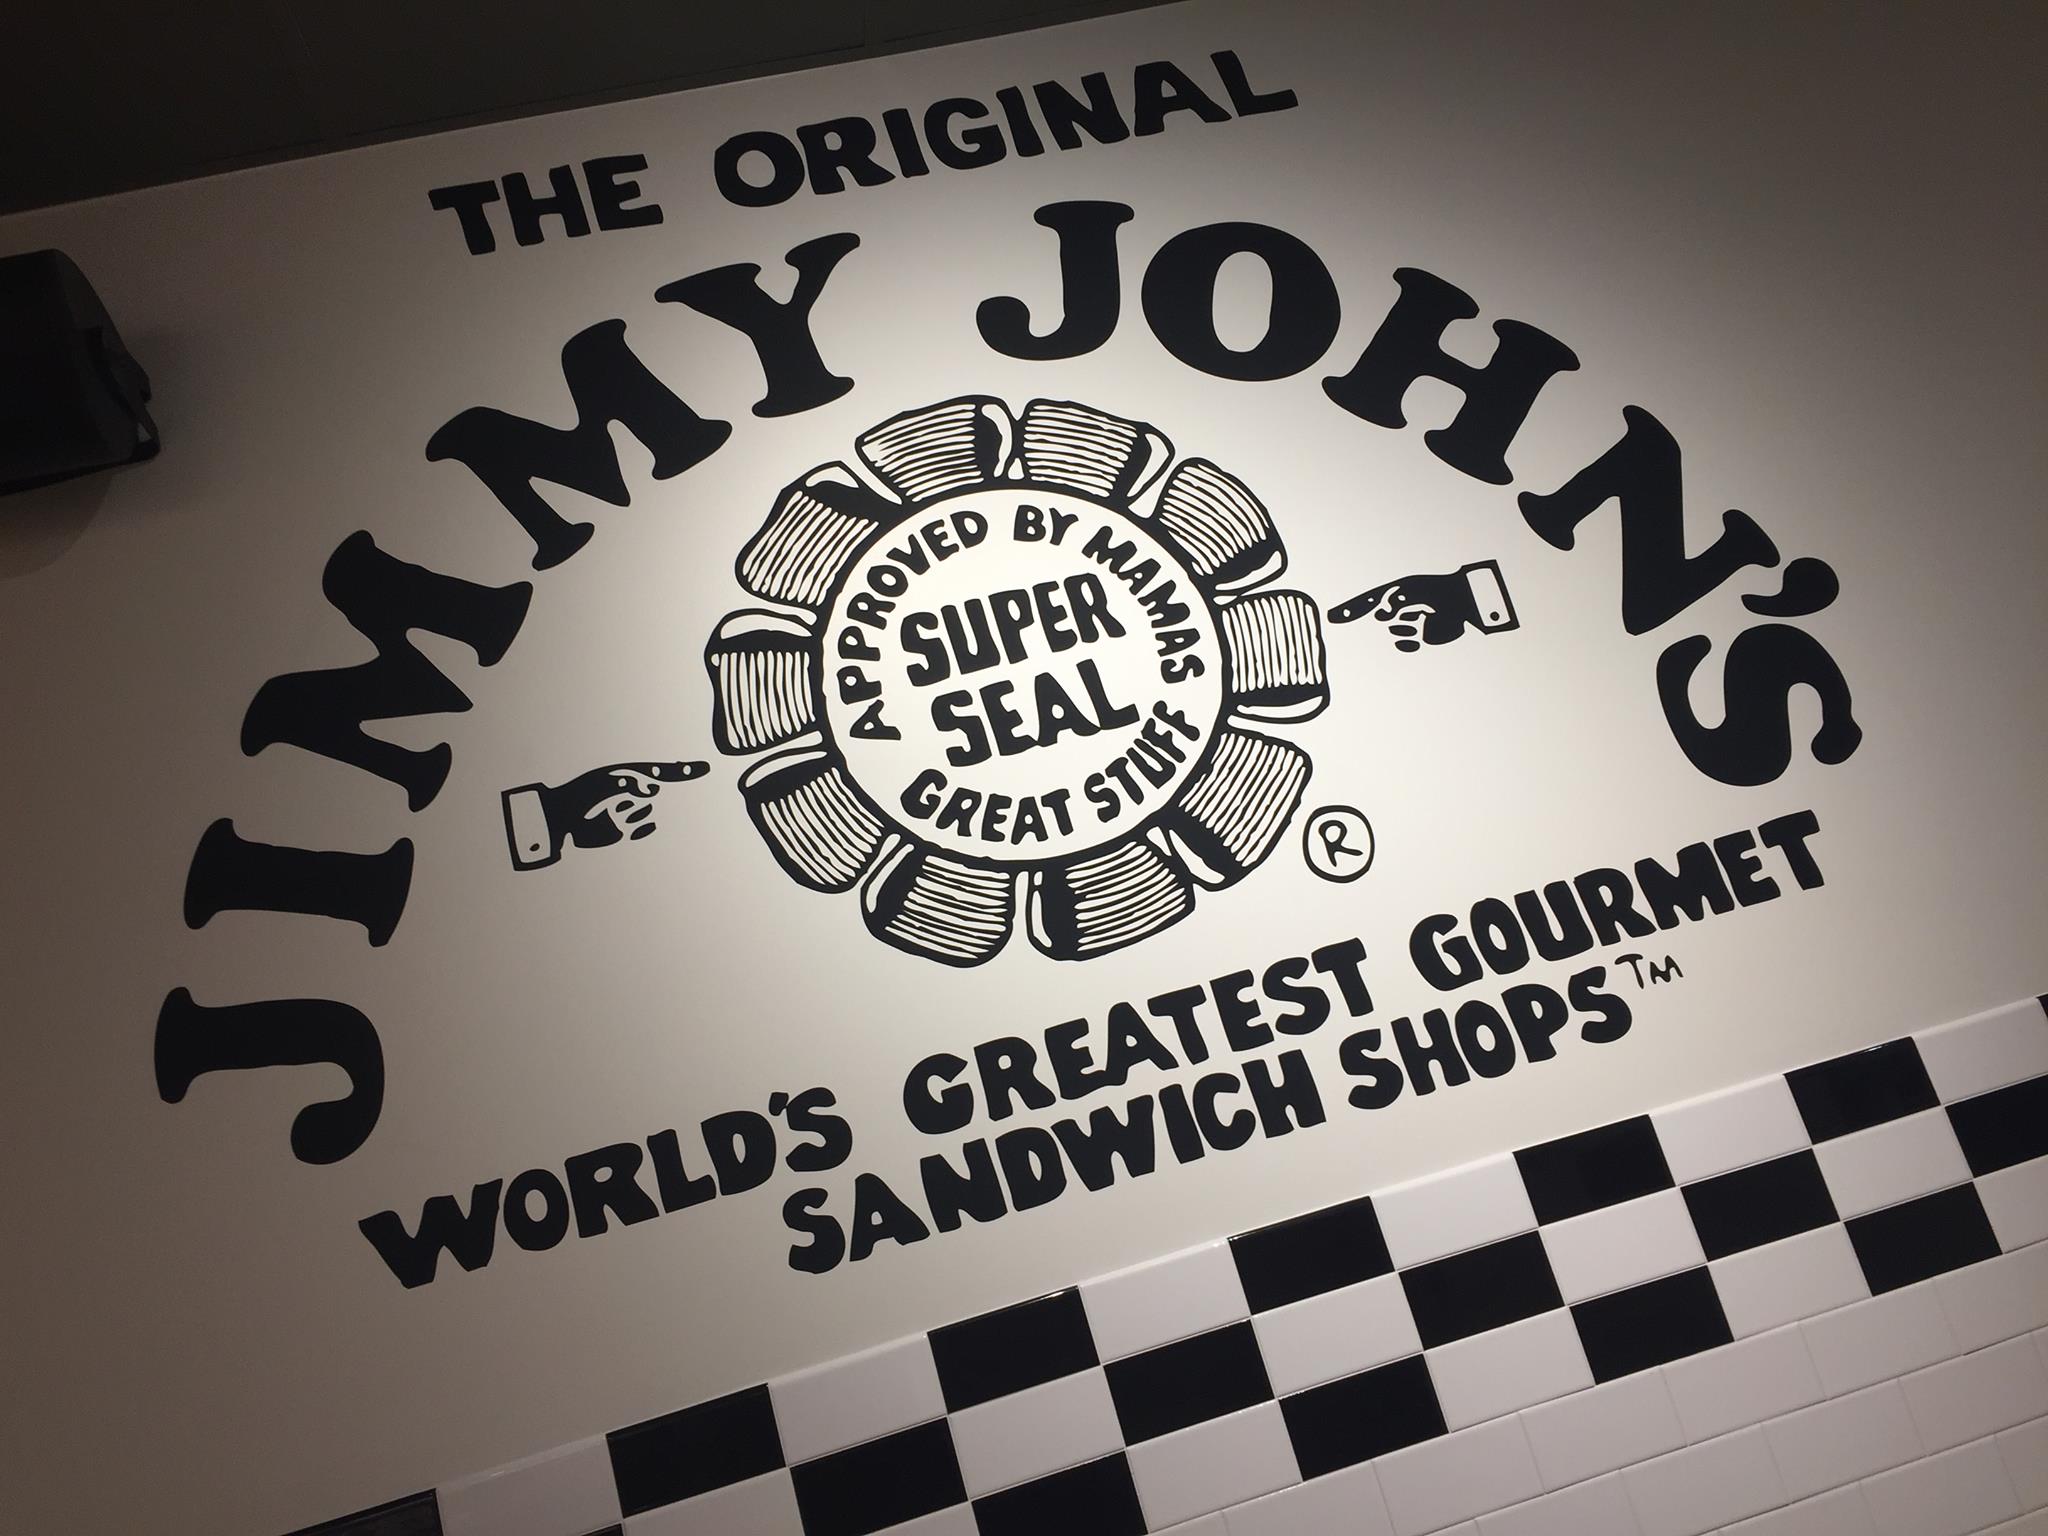 THE ORIGINAL
JIMMY JOHN'S
APPROVED BY MAMAS
SUPER
SEAL
GREAT STUFF
®
WORLD'S GREATEST GOURMET
SANDWICH SHOPS™